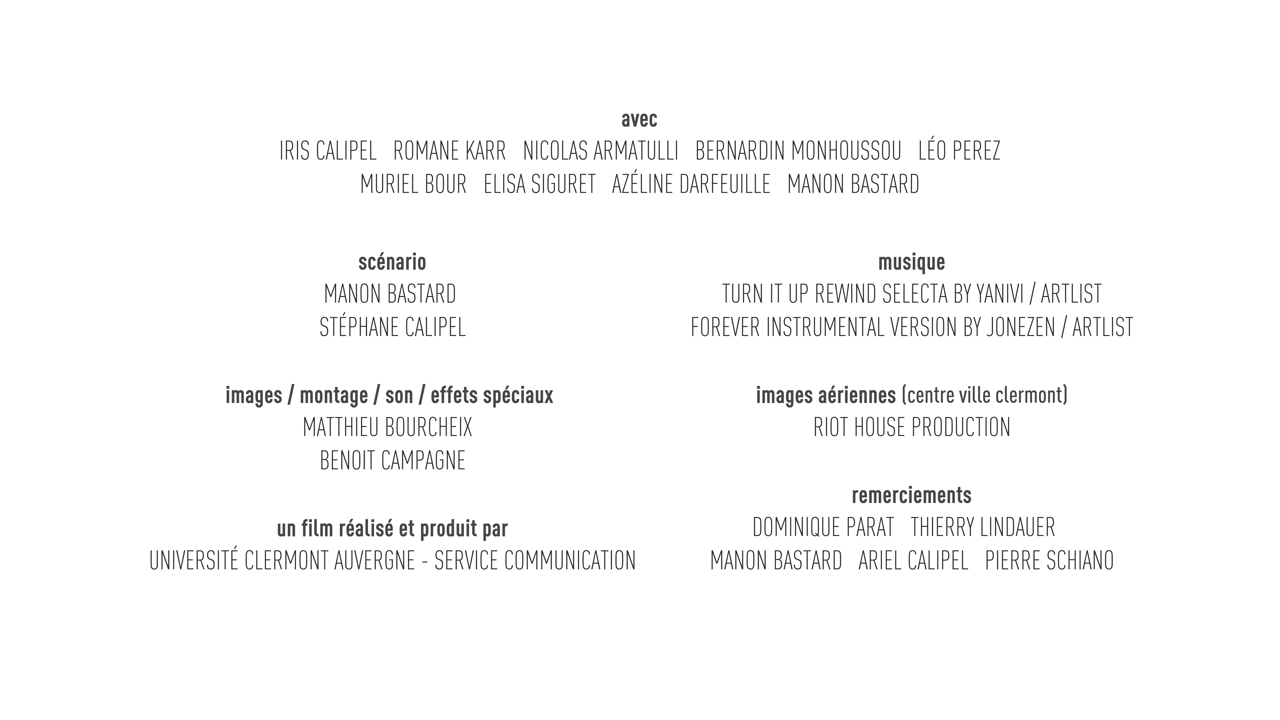 avec
IRIS CALIPEL ROMANE KARR NICOLAS ARMATULLI BERNARDIN MONHOUSSOU LÉO PEREZ
MURIEL BOUR ELISA SIGURET AZÉLINE DARFEUILLE MANON BASTARD
scénario
MANON BASTARD
STÉPHANE CALIPEL
images / montage / son / effets spéciaux
MATTHIEU BOURCHEIX
BENOIT CAMPAGNE
un film réalisé et produit par
UNIVERSITÉ CLERMONT AUVERGNE - SERVICE COMMUNICATION
musique
TURN IT UP REWIND SELECTA BY YANIVI / ARTLIST
FOREVER INSTRUMENTAL VERSION BY JONEZEN / ARTLIST
images aériennes (centre ville clermont)
RIOT HOUSE PRODUCTION
remerciements
DOMINIQUE PARAT THIERRY LINDAUER
MANON BASTARD ARIEL CALIPEL PIERRE SCHIANO